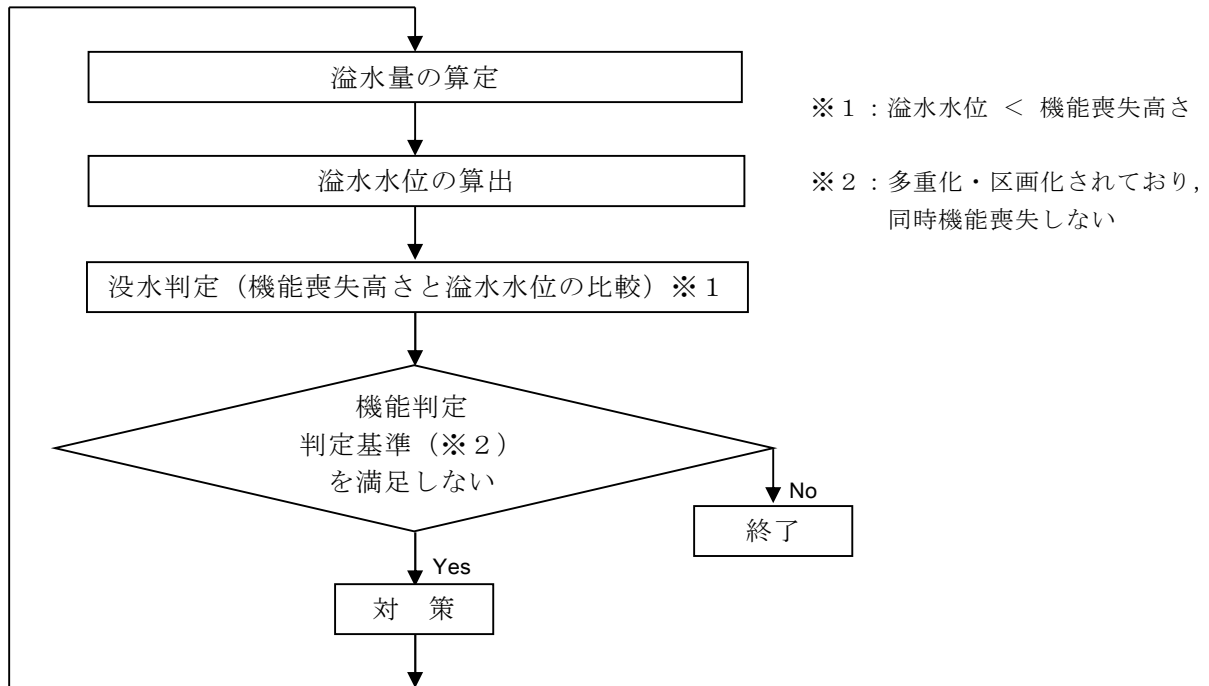 溢水量の算定
溢水水位の算出
没水判定（機能喪失高さと溢水水位の比較）※１
機能判定
判定基準（※２）
を満足しない
No
終了
Yes
対　策
※１：溢水水位 ＜ 機能喪失高さ
※２：多重化・区画化されており，
同時機能喪失しない